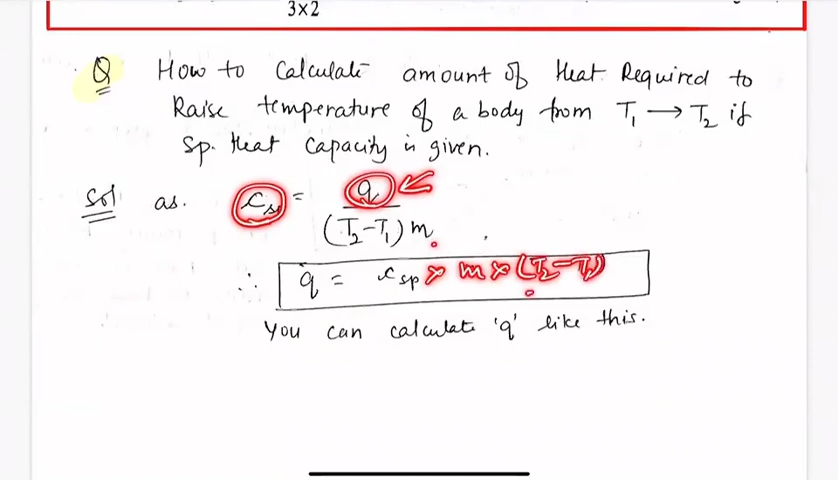 3×2
Q How to Calculate amount of Heat Required to
Raise temperature of a body from T₁ → T₂ if
Sp. Heat Capacity is given.
Sol as. Csp = q
(T₂-T₁) m
∴ q = Csp × m × (T₂-T₁)
You can calculate 'q' like this.